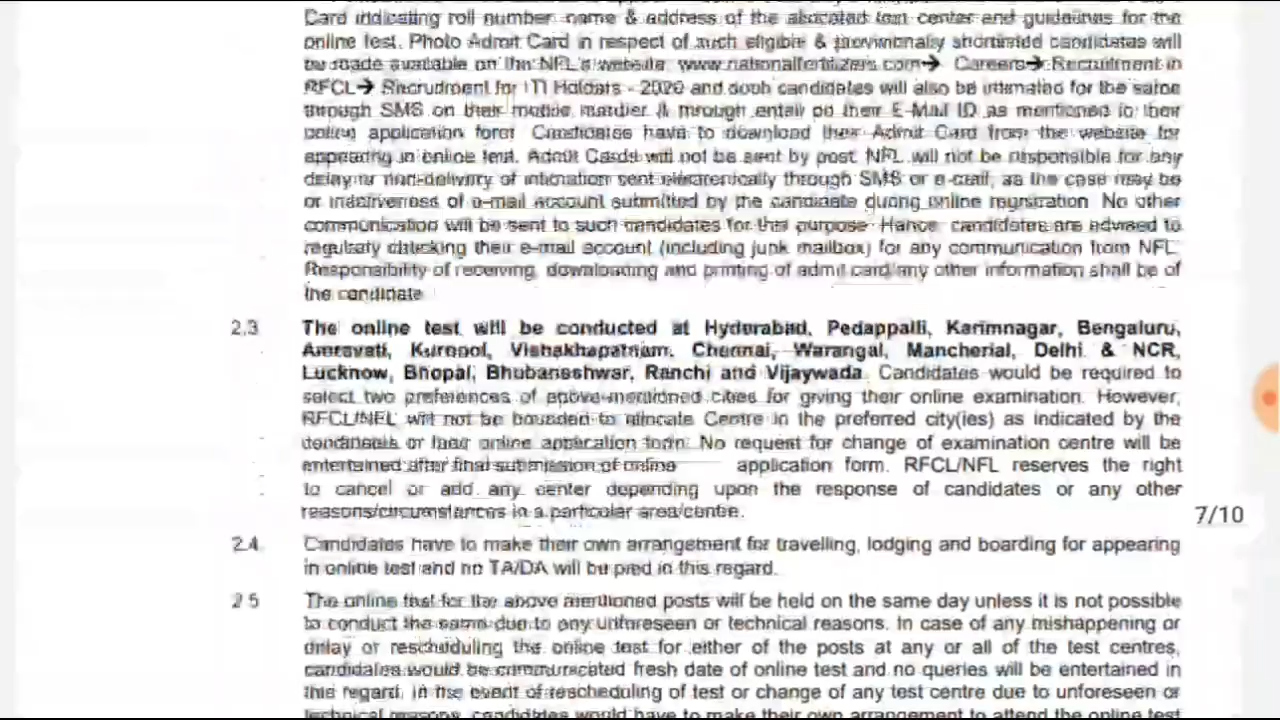 Card indicating roll number name & address of the allocated test center and guidelines for the
online test. Photo Admit Card in respect of such eligible & provisionally shortlisted candidates will
be made available on the NFL's website www.nationalfertilizers.com→ Careers→ Recruitment in
RFCL→ Recruitment for ITI Holders - 2020 and such candidates will also be intimated for the same
through SMS on their mobile number & through email on their E-Mail ID as mentioned in their
online application form. Candidates have to download their Admit Card from the website for
appearing in online test. Admit Cards will not be sent by post. NFL will not be responsible for any
delay or non-delivery of intimation sent electronically through SMS or e-mail, as the case may be
or inactiveness of e-mail account submitted by the candidate during online registration. No other
communication will be sent to such candidates for this purpose. Hence, candidates are advised to
regularly checking their e-mail account (including junk mailbox) for any communication from NFL.
Responsibility of receiving, downloading and printing of admit card/any other information shall be of
the candidate
2.3 The online test will be conducted at Hyderabad, Pedappalli, Karimnagar, Bengaluru,
Amravati, Kurnool, Vishakhapatnam, Chennai, Warangal, Mancherial, Delhi & NCR,
Lucknow, Bhopal, Bhubaneshwar, Ranchi and Vijaywada. Candidates would be required to
select two preferences of above-mentioned cities for giving their online examination. However,
RFCL/NFL will not be bounded to allocate Centre in the preferred city(ies) as indicated by the
candidates in online application form. No request for change of examination centre will be
entertained after final submission of online application form. RFCL/NFL reserves the right
to cancel or add any center depending upon the response of candidates or any other
reasons/circumstances in a particular area/centre.
7/10
2.4 Candidates have to make their own arrangement for travelling, lodging and boarding for appearing
in online test and no TA/DA will be paid in this regard.
2.5 The online test for the above mentioned posts will be held on the same day unless it is not possible
to conduct the same due to any unforeseen or technical reasons. In case of any mishappening or
delay or rescheduling the online test for either of the posts at any or all of the test centres,
candidates would be communicated fresh date of online test and no queries will be entertained in
this regard. In the event of rescheduling of test or change of any test centre due to unforeseen or
technical reasons, candidates would have to make their own arrangement to attend the online test